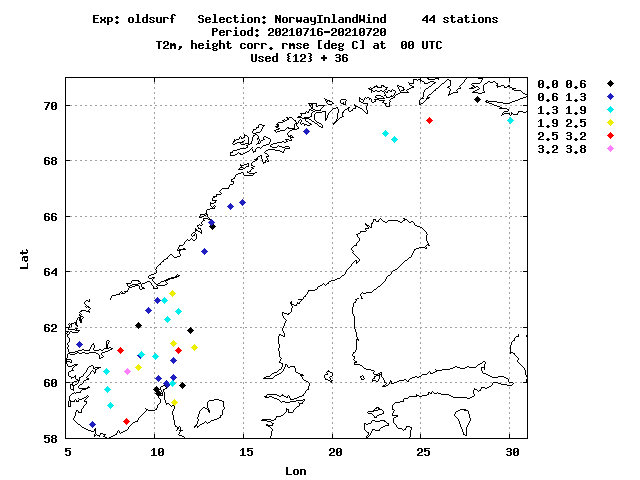 Exp: oldsurf   Selection: NorwayInlandWind     44 stations
Period: 20210716-20210720
T2m, height corr. rmse [deg C] at  00 UTC
Used {12} + 36
0.0 0.6
0.6 1.3
1.3 1.9
1.9 2.5
2.5 3.2
3.2 3.8
70
68
66
64
62
60
58
Lat
5 10 15 20 25 30
Lon